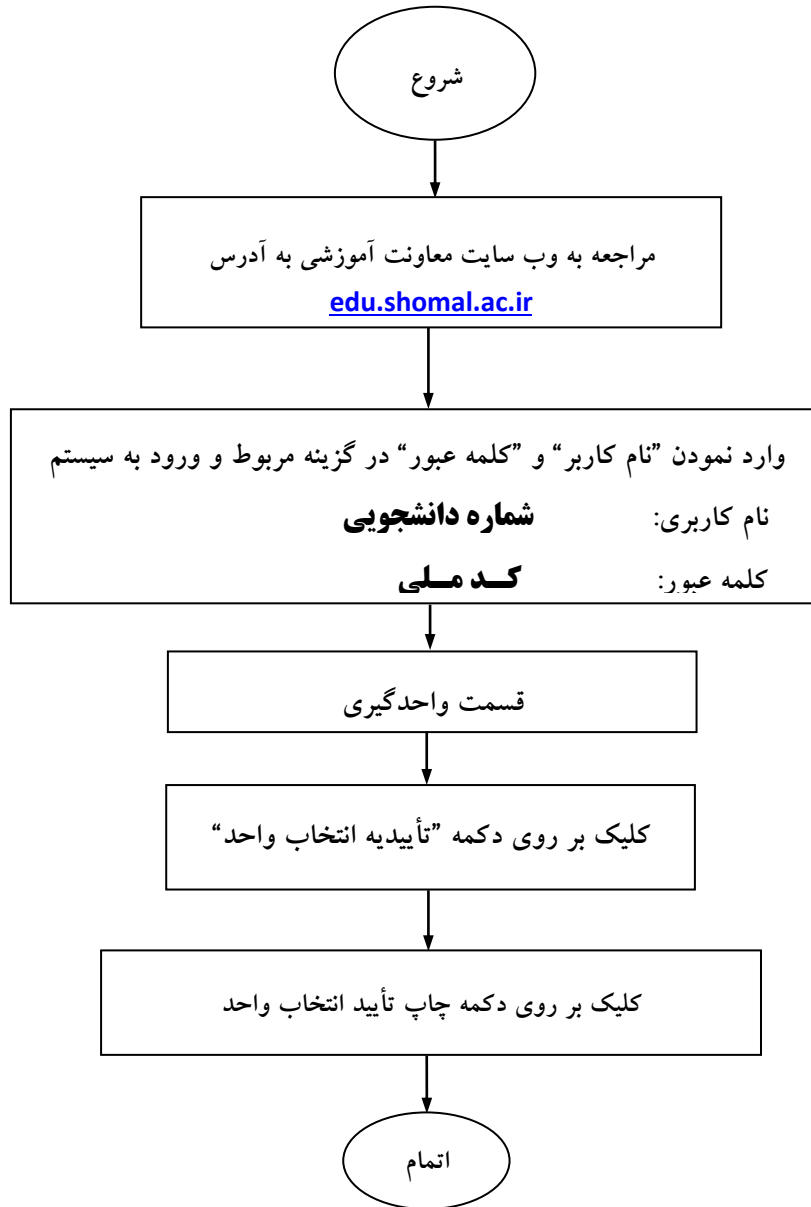 شروع
مراجعه به وب سایت معاونت آموزشی به آدرس
edu.shomal.ac.ir
وارد نمودن ”نام کاربر“ و ”کلمه عبور“ در گزینه مربوط و ورود به سیستم
نام کاربری: شماره دانشجویی
کلمه عبور: کــد مــلی
قسمت واحدگیری
کلیک بر روی دکمه ”تأییدیه انتخاب واحد“
کلیک بر روی دکمه چاپ تأیید انتخاب واحد
اتمام